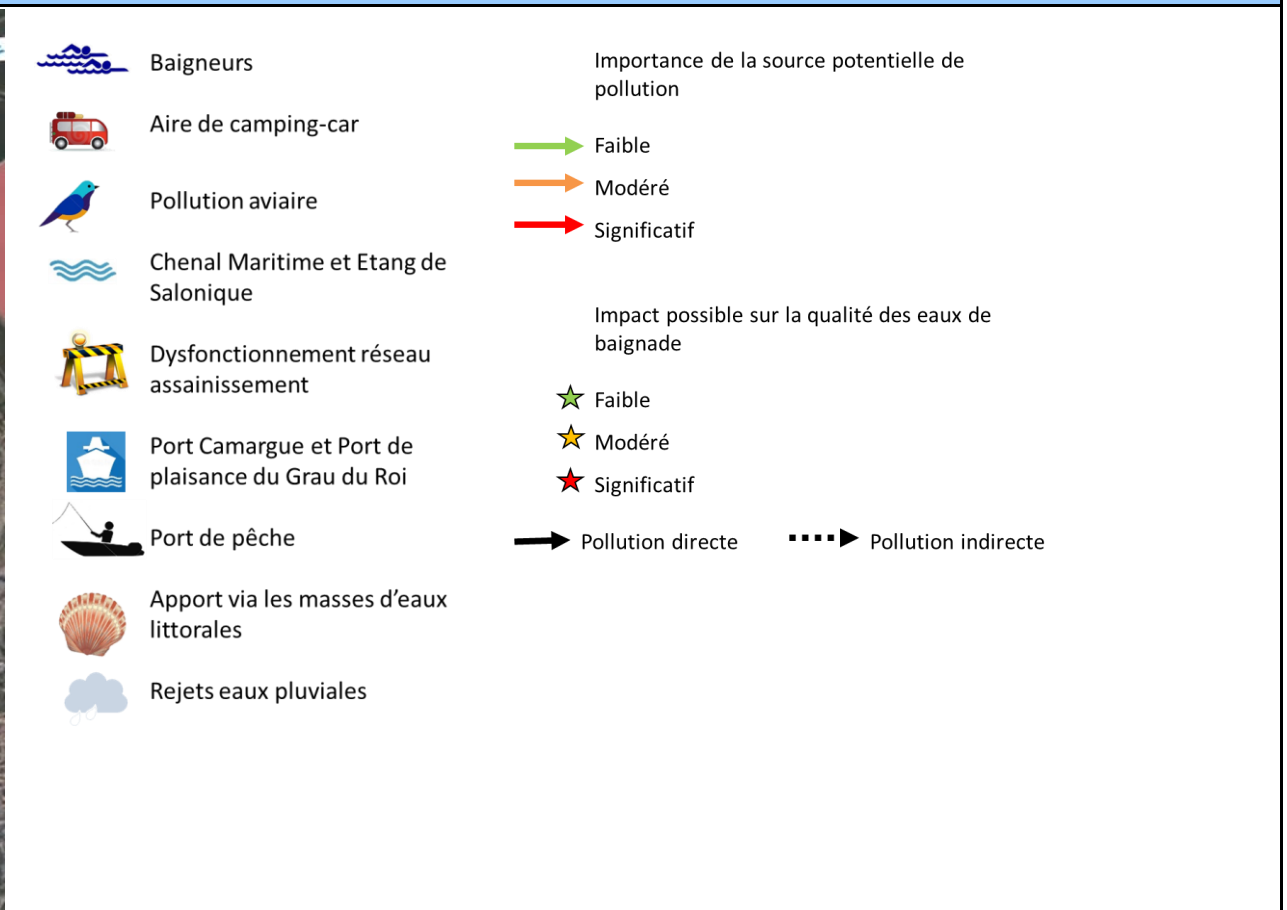 Baigneurs
Aire de camping-car
Pollution aviaire
Chenal Maritime et Etang de
Salonique
Dysfonctionnement réseau
assainissement
Port Camargue et Port de
plaisance du Grau du Roi
Port de pêche
Apport via les masses d’eaux
littorales
Rejets eaux pluviales
Importance de la source potentielle de
pollution
Faible
Modéré
Significatif
Impact possible sur la qualité des eaux de
baignade
Faible
Modéré
Significatif
Pollution directe
Pollution indirecte